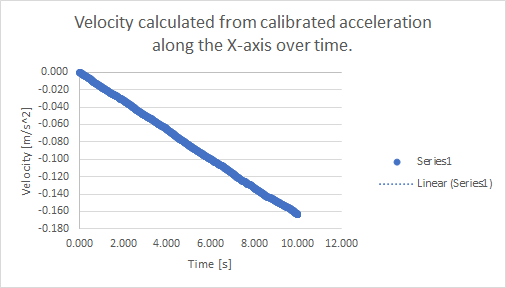 Velocity calculated from calibrated acceleration
along the X-axis over time.
0.000
-0.020
-0.040
-0.060
-0.080
-0.100
-0.120
-0.140
-0.160
-0.180
Velocity [m/s^2]
0.000 2.000 4.000 6.000 8.000 10.000 12.000
Time [s]
Series1
Linear (Series1)